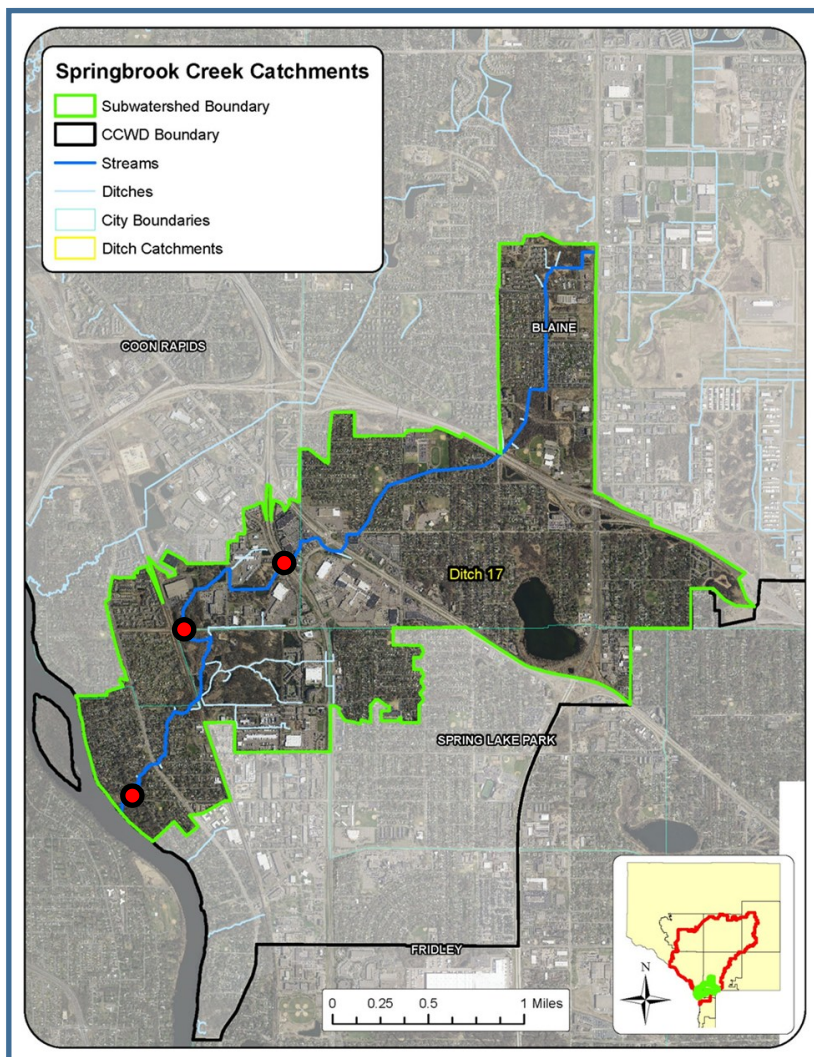 Springbrook Creek Catchments
Subwatershed Boundary
CCWD Boundary
Streams
Ditches
City Boundaries
Ditch Catchments
BLAINE
COON RAPIDS
Ditch 17
SPRING LAKE PARK
FRIDLEY
N
0 0.25 0.5 1 Miles